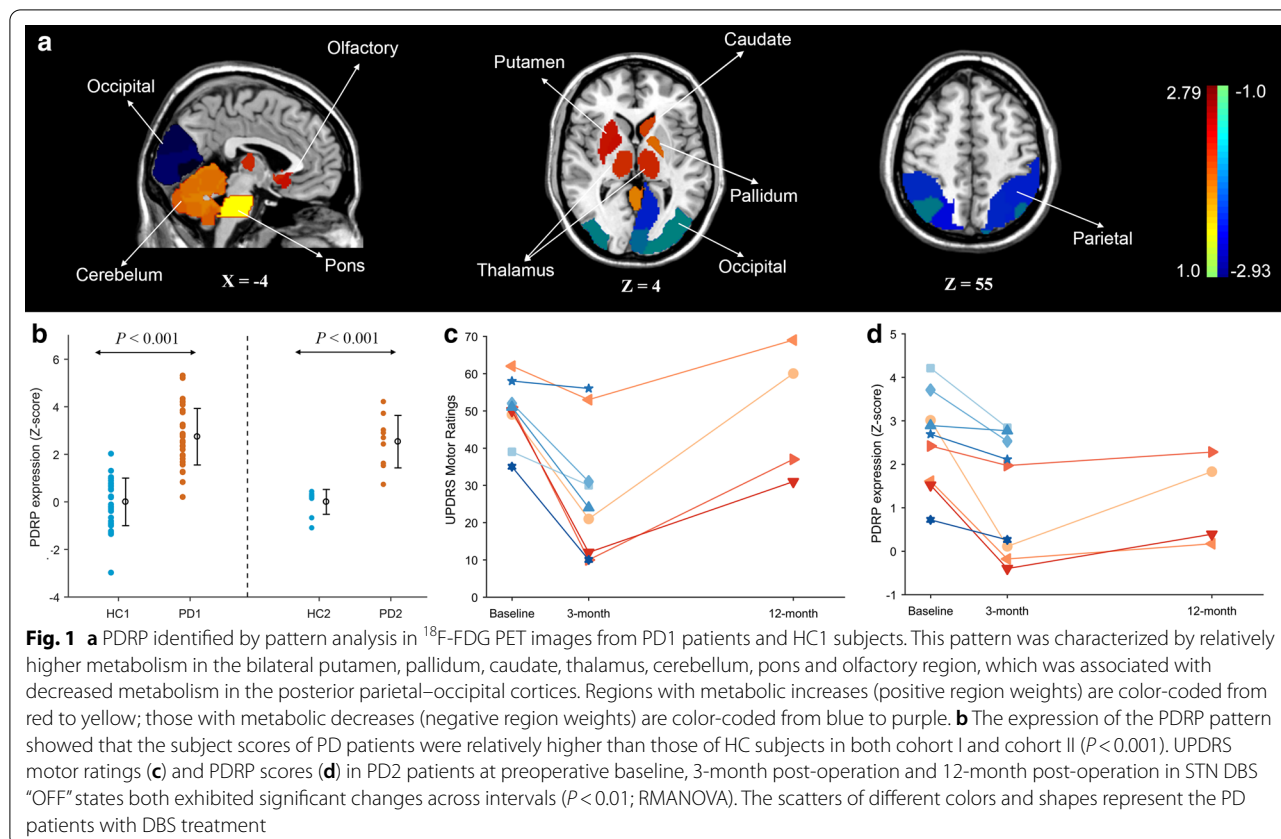 a
Olfactory
Occipital
Cerebelum
Pons
X = -4
Caudate
Putamen
Pallidum
Thalamus
Occipital
Z = 4
Parietal
Z = 55
2.79
-1.0
1.0
-2.93
b
P < 0.001
P < 0.001
PDRP expression (Z-score)
6
4
2
0
-2
-4
HC1
PD1
HC2
PD2
c
UPDRS Motor Ratings
70
60
50
40
30
20
10
0
Baseline
3-month
12-month
d
PDRP expression (Z-score)
5
4
3
2
1
0
-1
Baseline
3-month
12-month
Fig. 1 a PDRP identified by pattern analysis in ¹⁸F-FDG PET images from PD1 patients and HC1 subjects. This pattern was characterized by relatively
higher metabolism in the bilateral putamen, pallidum, caudate, thalamus, cerebellum, pons and olfactory region, which was associated with
decreased metabolism in the posterior parietal–occipital cortices. Regions with metabolic increases (positive region weights) are color-coded from
red to yellow; those with metabolic decreases (negative region weights) are color-coded from blue to purple. b The expression of the PDRP pattern
showed that the subject scores of PD patients were relatively higher than those of HC subjects in both cohort I and cohort II (P < 0.001). UPDRS
motor ratings (c) and PDRP scores (d) in PD2 patients at preoperative baseline, 3-month post-operation and 12-month post-operation in STN DBS
“OFF” states both exhibited significant changes across intervals (P < 0.01; RMANOVA). The scatters of different colors and shapes represent the PD
patients with DBS treatment